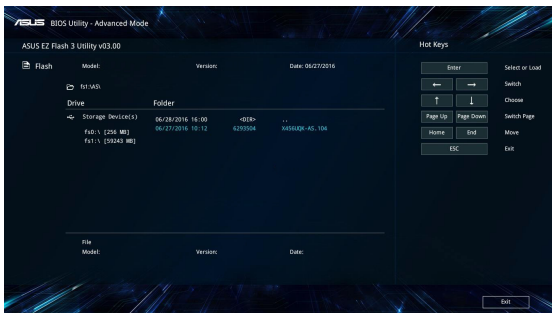 ASUS BIOS Utility - Advanced Mode
ASUS EZ Flash 3 Utility v03.00
Hot Keys
Flash
Model: Version: Date: 06/27/2016
fs1:\AS\
Drive Folder
Storage Device(s)
fs0:\ [256 MB]
fs1:\ [59243 MB]
06/28/2016 16:00 <DIR> ..
06/27/2016 10:12 6293504 X456UQK-AS.104
File
Model: Version: Date:
Enter Select or Load
← → Switch
↑ ↓ Choose
Page Up Page Down Switch Page
Home End Move
ESC Exit
Exit